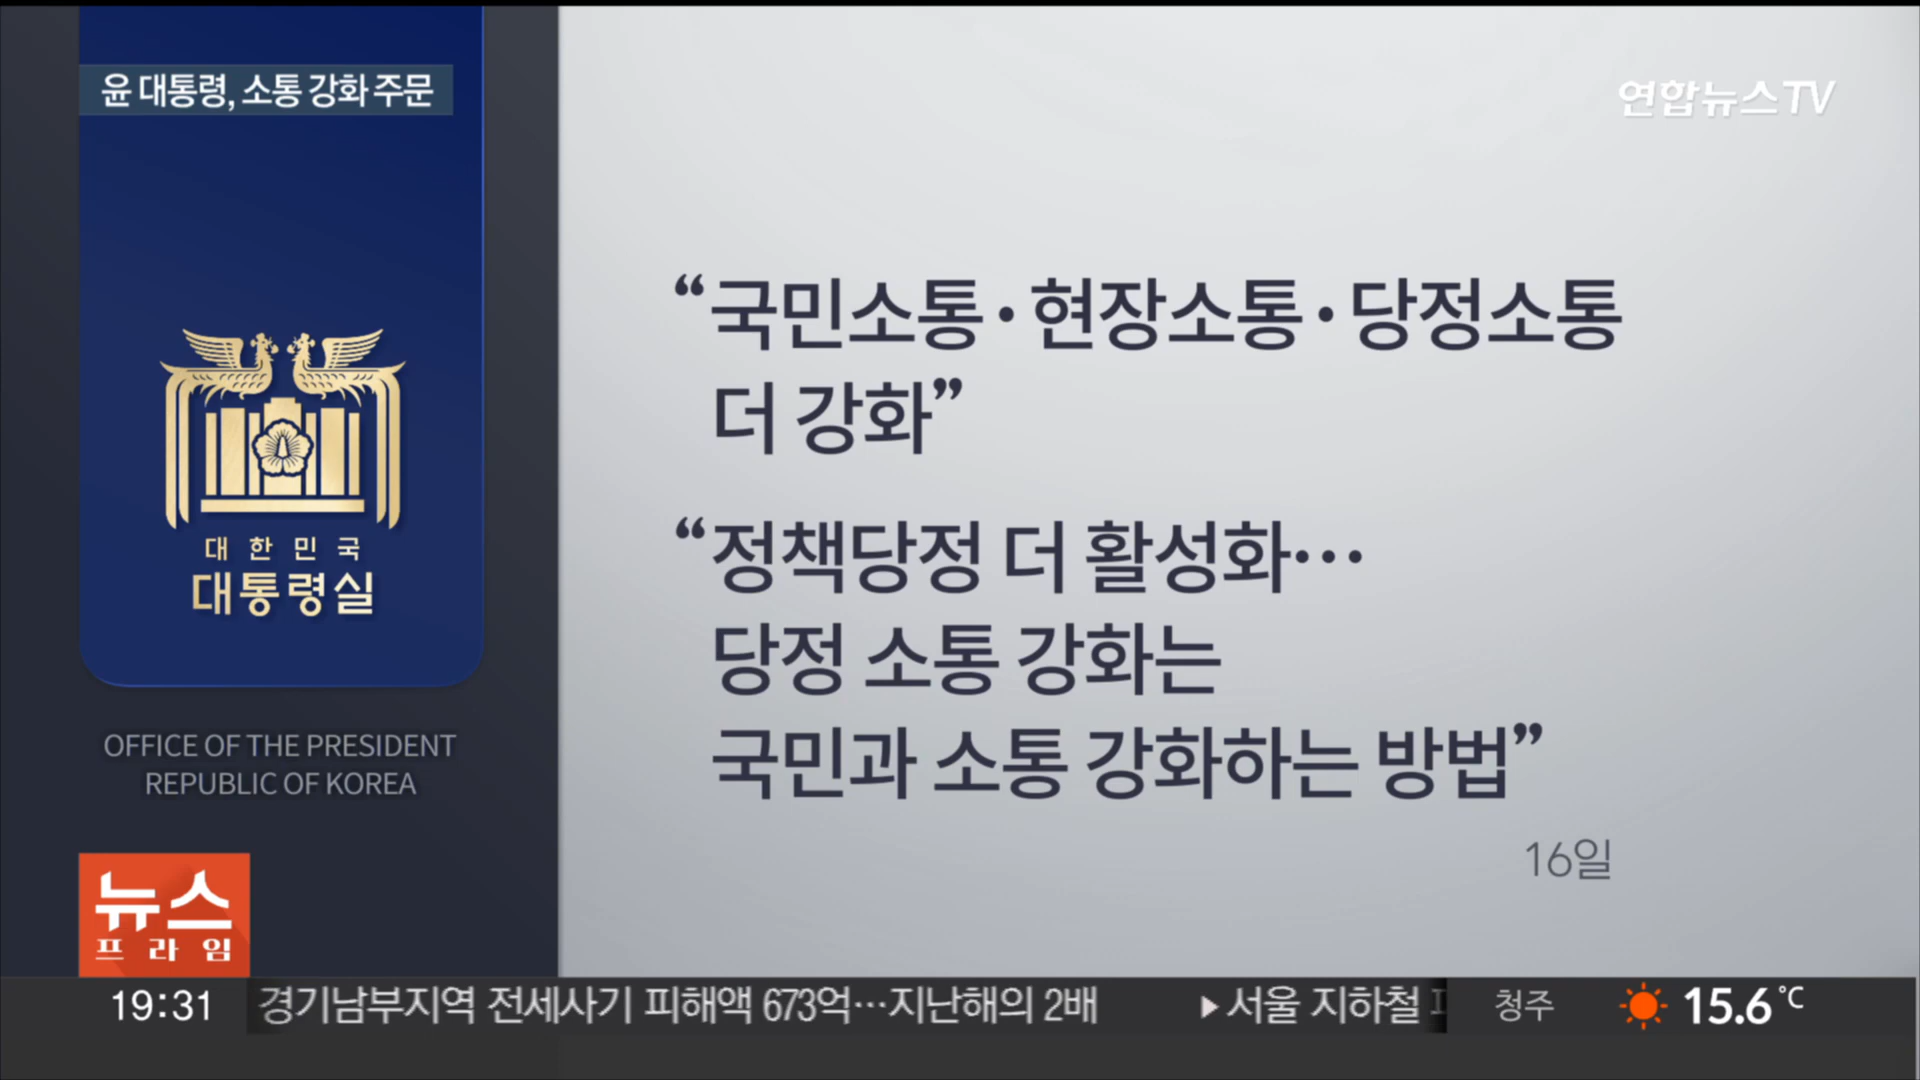 윤 대통령, 소통 강화 주문
연합뉴스TV
“국민소통·현장소통·당정소통
더 강화”
“정책당정 더 활성화…
당정 소통 강화는
국민과 소통 강화하는 방법”
16일
대한민국
대통령실
OFFICE OF THE PRESIDENT
REPUBLIC OF KOREA
뉴스
프라임
19:31 경기남부지역 전세사기 피해액 673억…지난해의 2배 ▶서울 지하철 청주 15.6℃